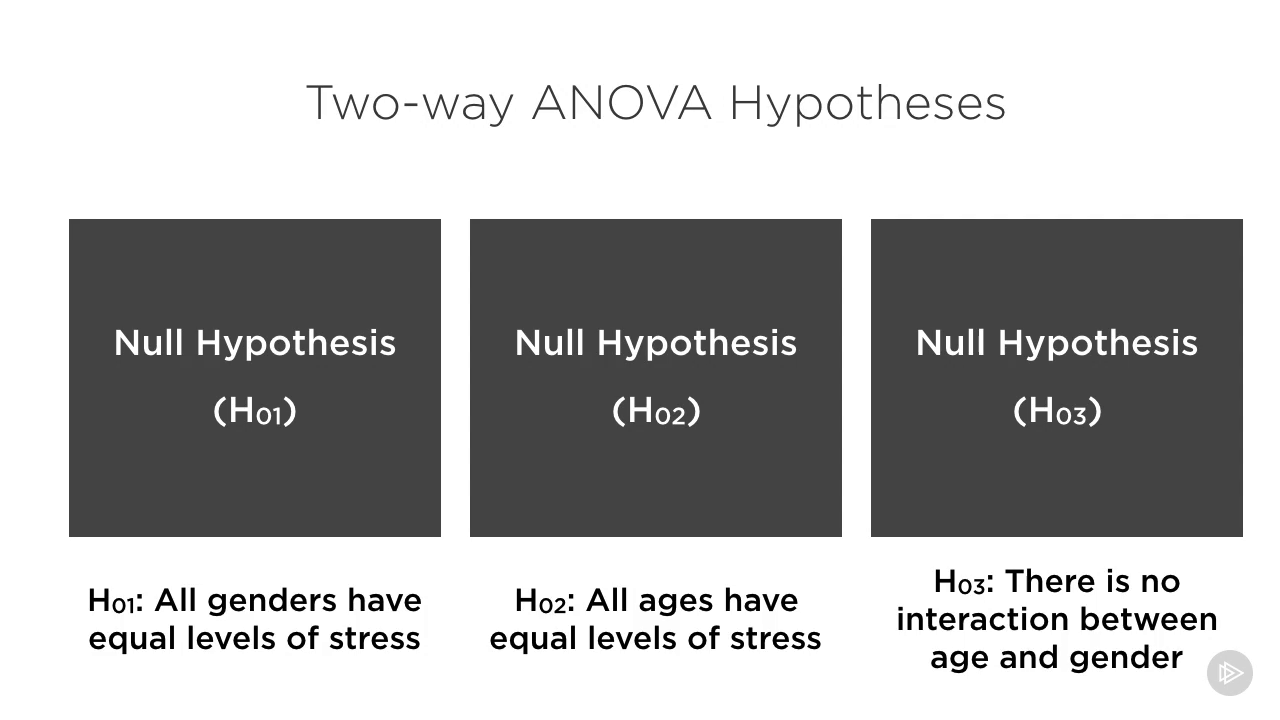 Two-way ANOVA Hypotheses
Null Hypothesis
(H₀₁)
Null Hypothesis
(H₀₂)
Null Hypothesis
(H₀₃)
H₀₁: All genders have
equal levels of stress
H₀₂: All ages have
equal levels of stress
H₀₃: There is no
interaction between
age and gender